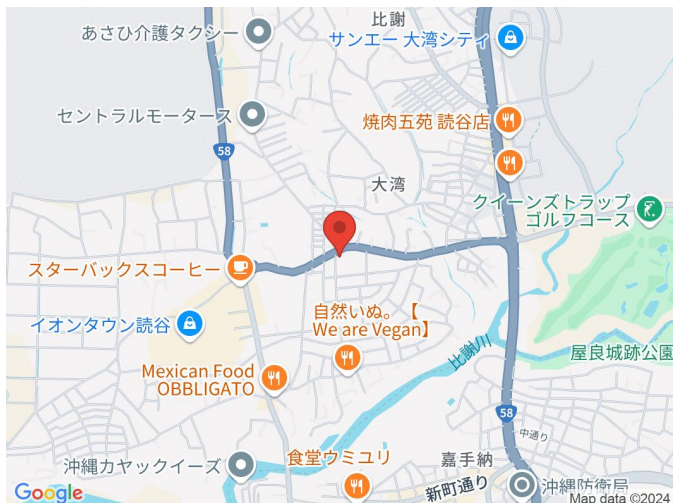 比謝
あさひ介護タクシー
サンエー 大湾シティ
セントラルモータース
焼肉五苑 読谷店
58
大湾
クイーンズトラップ
ゴルフコース
スターバックスコーヒー
イオンタウン読谷
自然いぬ。【
We are Vegan】
比謝川
屋良城跡公園
Mexican Food
OBBLIGATO
58
中通り
沖縄カヤックイーズ
食堂ウミユリ
嘉手納
新町通り
沖縄防衛局
Google
Map data ©2024